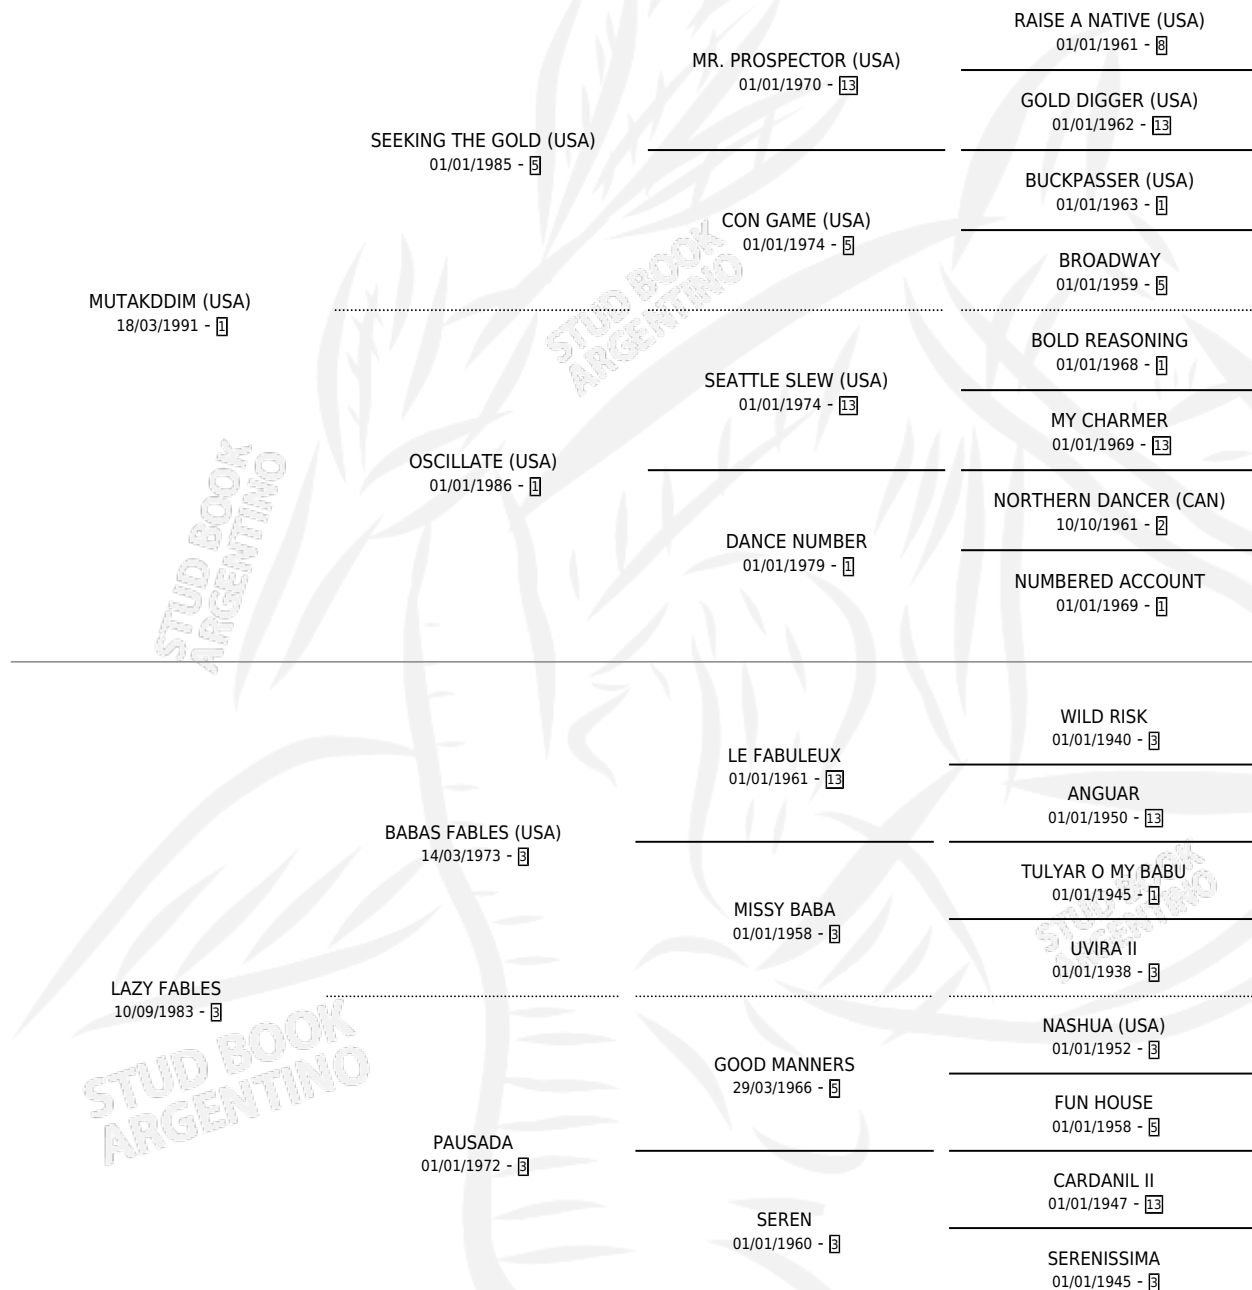 RAISE A NATIVE (USA)
01/01/1961 - 8
MR. PROSPECTOR (USA)
01/01/1970 - 13
GOLD DIGGER (USA)
01/01/1962 - 13
SEEKING THE GOLD (USA)
01/01/1985 - 5
BUCKPASSER (USA)
01/01/1963 - 1
CON GAME (USA)
01/01/1974 - 5
BROADWAY
01/01/1959 - 5
MUTAKDDIM (USA)
18/03/1991 - 1
STUD BOOK
ARGENTINO
BOLD REASONING
01/01/1968 - 1
SEATTLE SLEW (USA)
01/01/1974 - 13
MY CHARMER
01/01/1969 - 13
OSCILLATE (USA)
01/01/1986 - 1
STUD BOOK
ARGENTINO
NORTHERN DANCER (CAN)
10/10/1961 - 2
DANCE NUMBER
01/01/1979 - 1
NUMBERED ACCOUNT
01/01/1969 - 1
WILD RISK
01/01/1940 - 3
LE FABULEUX
01/01/1961 - 13
ANGUAR
01/01/1950 - 13
BABAS FABLES (USA)
14/03/1973 - 3
TULYAR O MY BABU
01/01/1945 - 1
MISSY BABA
01/01/1958 - 3
STUD BOOK
ARGENTINO
UVIRA II
01/01/1938 - 3
LAZY FABLES
10/09/1983 - 3
STUD BOOK
ARGENTINO
NASHUA (USA)
01/01/1952 - 3
GOOD MANNERS
29/03/1966 - 5
FUN HOUSE
01/01/1958 - 5
PAUSADA
01/01/1972 - 3
CARDANIL II
01/01/1947 - 13
SEREN
01/01/1960 - 3
SERENISSIMA
01/01/1945 - 3